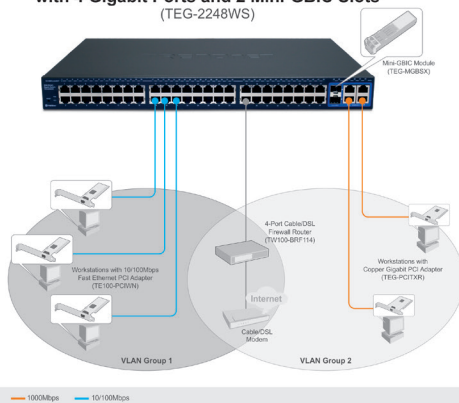 with 4 Gigabit Ports and 2 Mini-GBIC Slots
(TEG-2248WS)
Mini-GBIC Module
(TEG-MGBSX)
4-Port Cable/DSL
Firewall Router
(TW100-BRF114)
Workstations with 10/100Mbps
Fast Ethernet PCI Adapter
(TE100-PCIWN)
Workstations with
Copper Gigabit PCI Adapter
(TEG-PCITXR)
Internet
Cable/DSL
Modem
VLAN Group 1
VLAN Group 2
1000Mbps
10/100Mbps